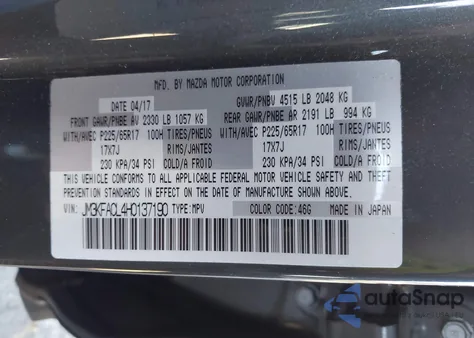 MFD. BY MAZDA MOTOR CORPORATION
DATE 04/17 GVWR/PNBV 4515 LB 2048 KG
FRONT GAWR/PNBE AV 2330 LB 1057 KG REAR GAWR/PNBE AR 2191 LB 994 KG
WITH/AVEC P225/65R17 100H TIRES/PNEUS WITH/AVEC P225/65R17 100H TIRES/PNEUS
17X7J RIMS/JANTES 17X7J RIMS/JANTES
230 KPA/34 PSI COLD/A FROID 230 KPA/34 PSI COLD/A FROID
THIS VEHICLE CONFORMS TO ALL APPLICABLE FEDERAL MOTOR VEHICLE SAFETY AND THEFT
PREVENTION STANDARDS IN EFFECT ON THE DATE OF MANUFACTURE SHOWN ABOVE.
VIN: JM3KFACL4H0137190 TYPE: MPV COLOR CODE: 46G MADE IN JAPAN
autoSnap